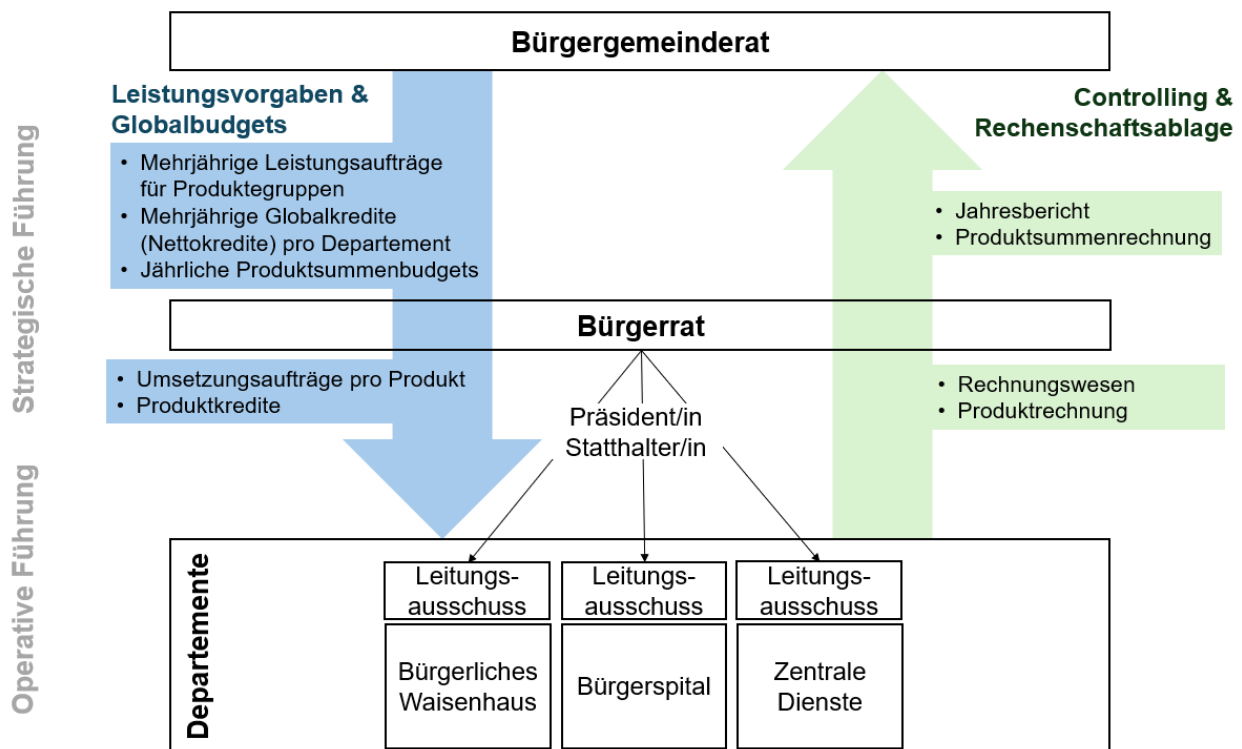 Bürgergemeinderat
Leistungsvorgaben &
Globalbudgets
• Mehrjährige Leistungsaufträge
für Produktegruppen
• Mehrjährige Globalkredite
(Nettokredite) pro Departement
• Jährliche Produktsummenbudgets
Controlling &
Rechenschaftsablage
• Jahresbericht
• Produktsummenrechnung
Strategische Führung
Bürgerrat
• Umsetzungsaufträge pro Produkt
• Produktkredite
Präsident/in
Statthalter/in
• Rechnungswesen
• Produktrechnung
Operative Führung
Departemente
Leitungs-
ausschuss
Bürgerliches
Waisenhaus
Leitungs-
ausschuss
Bürgerspital
Leitungs-
ausschuss
Zentrale
Dienste